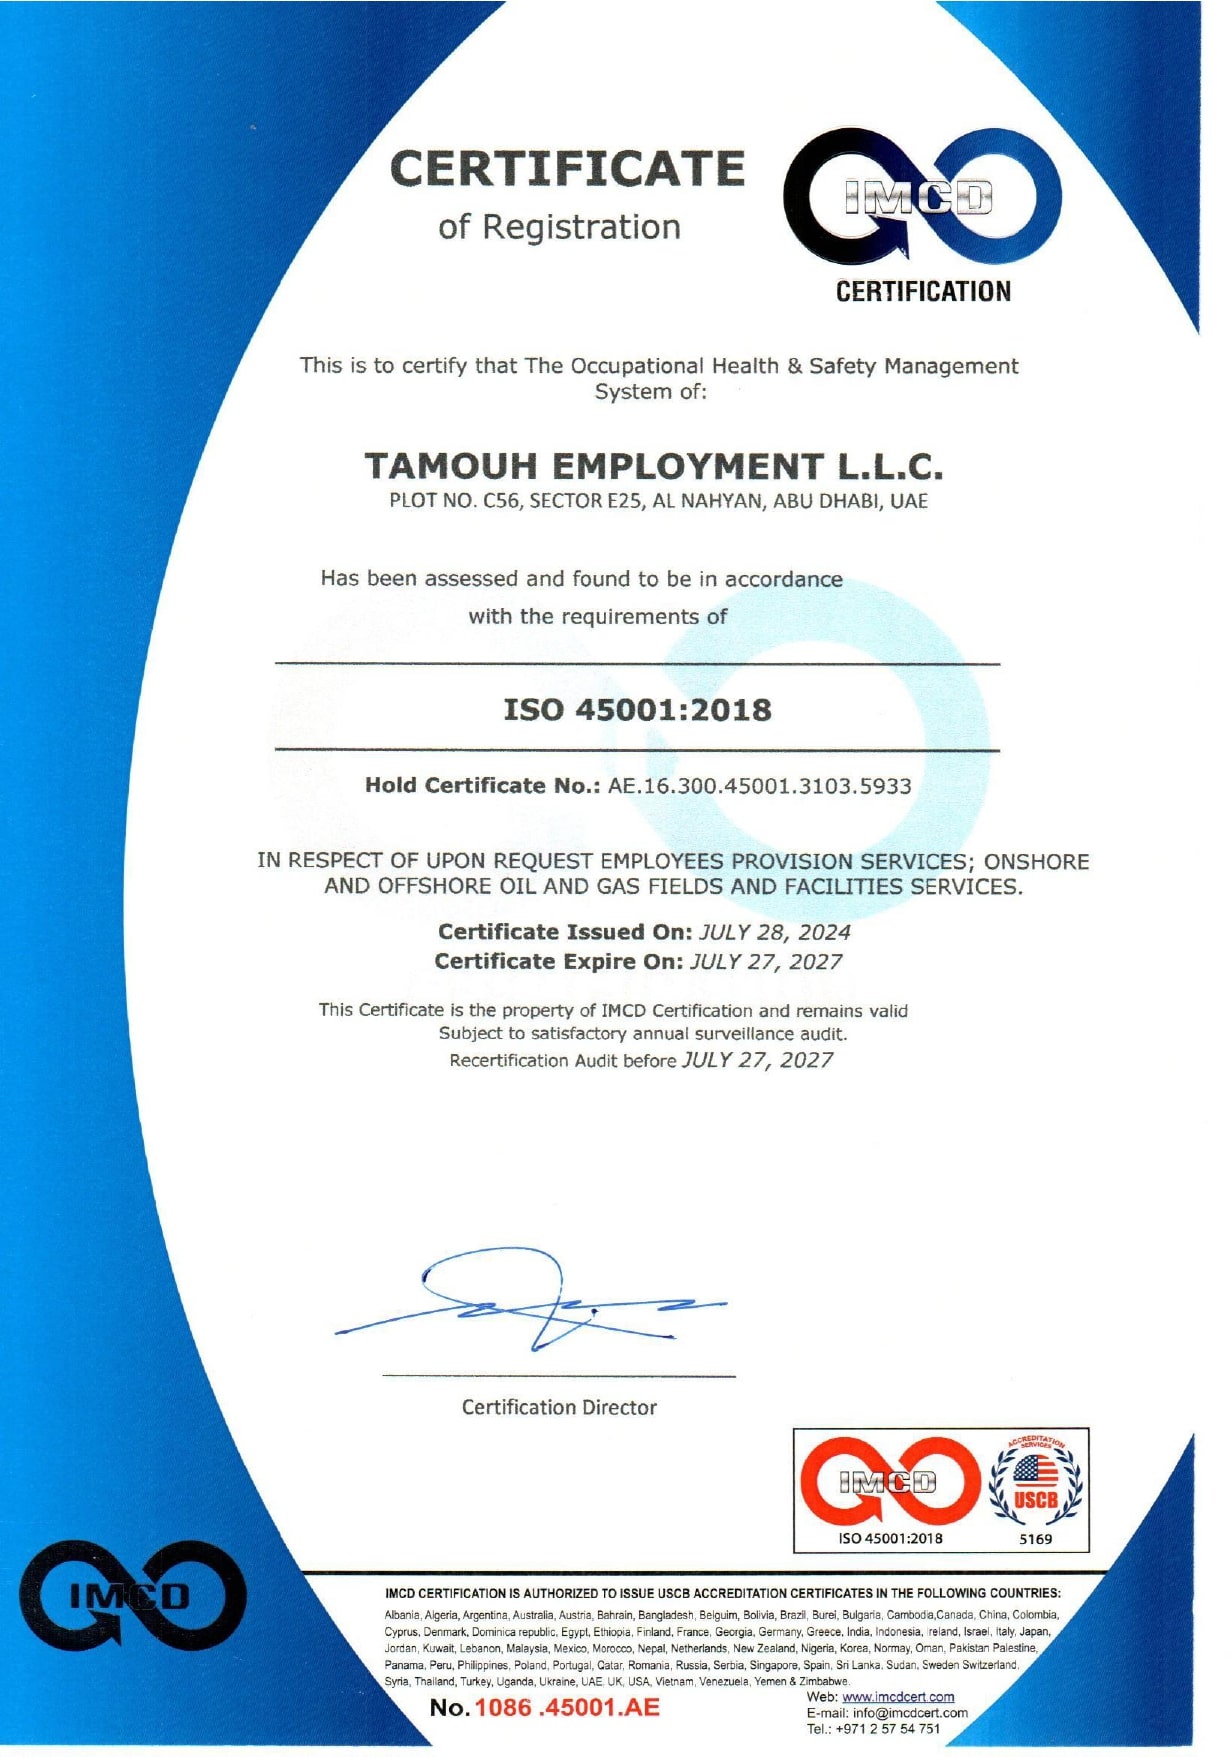 CERTIFICATE
of Registration
IMCD
CERTIFICATION
This is to certify that The Occupational Health & Safety Management
System of:
TAMOUH EMPLOYMENT L.L.C.
PLOT NO. C56, SECTOR E25, AL NAHYAN, ABU DHABI, UAE
Has been assessed and found to be in accordance
with the requirements of
ISO 45001:2018
Hold Certificate No.: AE.16.300.45001.3103.5933
IN RESPECT OF UPON REQUEST EMPLOYEES PROVISION SERVICES; ONSHORE
AND OFFSHORE OIL AND GAS FIELDS AND FACILITIES SERVICES.
Certificate Issued On: JULY 28, 2024
Certificate Expire On: JULY 27, 2027
This Certificate is the property of IMCD Certification and remains valid
Subject to satisfactory annual surveillance audit.
Recertification Audit before JULY 27, 2027
Certification Director
ACCREDITATION
SERVICES
IMCD
USCB
ISO 45001:2018
5169
IMCD
IMCD CERTIFICATION IS AUTHORIZED TO ISSUE USCB ACCREDITATION CERTIFICATES IN THE FOLLOWING COUNTRIES:
Albania, Algeria, Argentina, Australia, Austria, Bahrain, Bangladesh, Belguim, Bolivia, Brazil, Burei, Bulgaria, Cambodia,Canada, China, Colombia,
Cyprus, Denmark, Dominica republic, Egypt, Ethiopia, Finland, France, Georgia, Germany, Greece, India, Indonesia, Ireland, Israel, Italy, Japan,
Jordan, Kuwait, Lebanon, Malaysia, Mexico, Morocco, Nepal, Netherlands, New Zealand, Nigeria, Korea, Normay, Oman, Pakistan Palestine,
Panama, Peru, Philippines, Poland, Portugal, Qatar, Romania, Russia, Serbia, Singapore, Spain, Sri Lanka, Sudan, Sweden Switzerland,
Syria, Thailand, Turkey, Uganda, Ukraine, UAE, UK, USA, Vietnam, Venezuela, Yemen & Zimbabwe.
No. 1086 .45001.AE
Web: www.imcdcert.com
E-mail: info@imcdcert.com
Tel.: +971 2 57 54 751